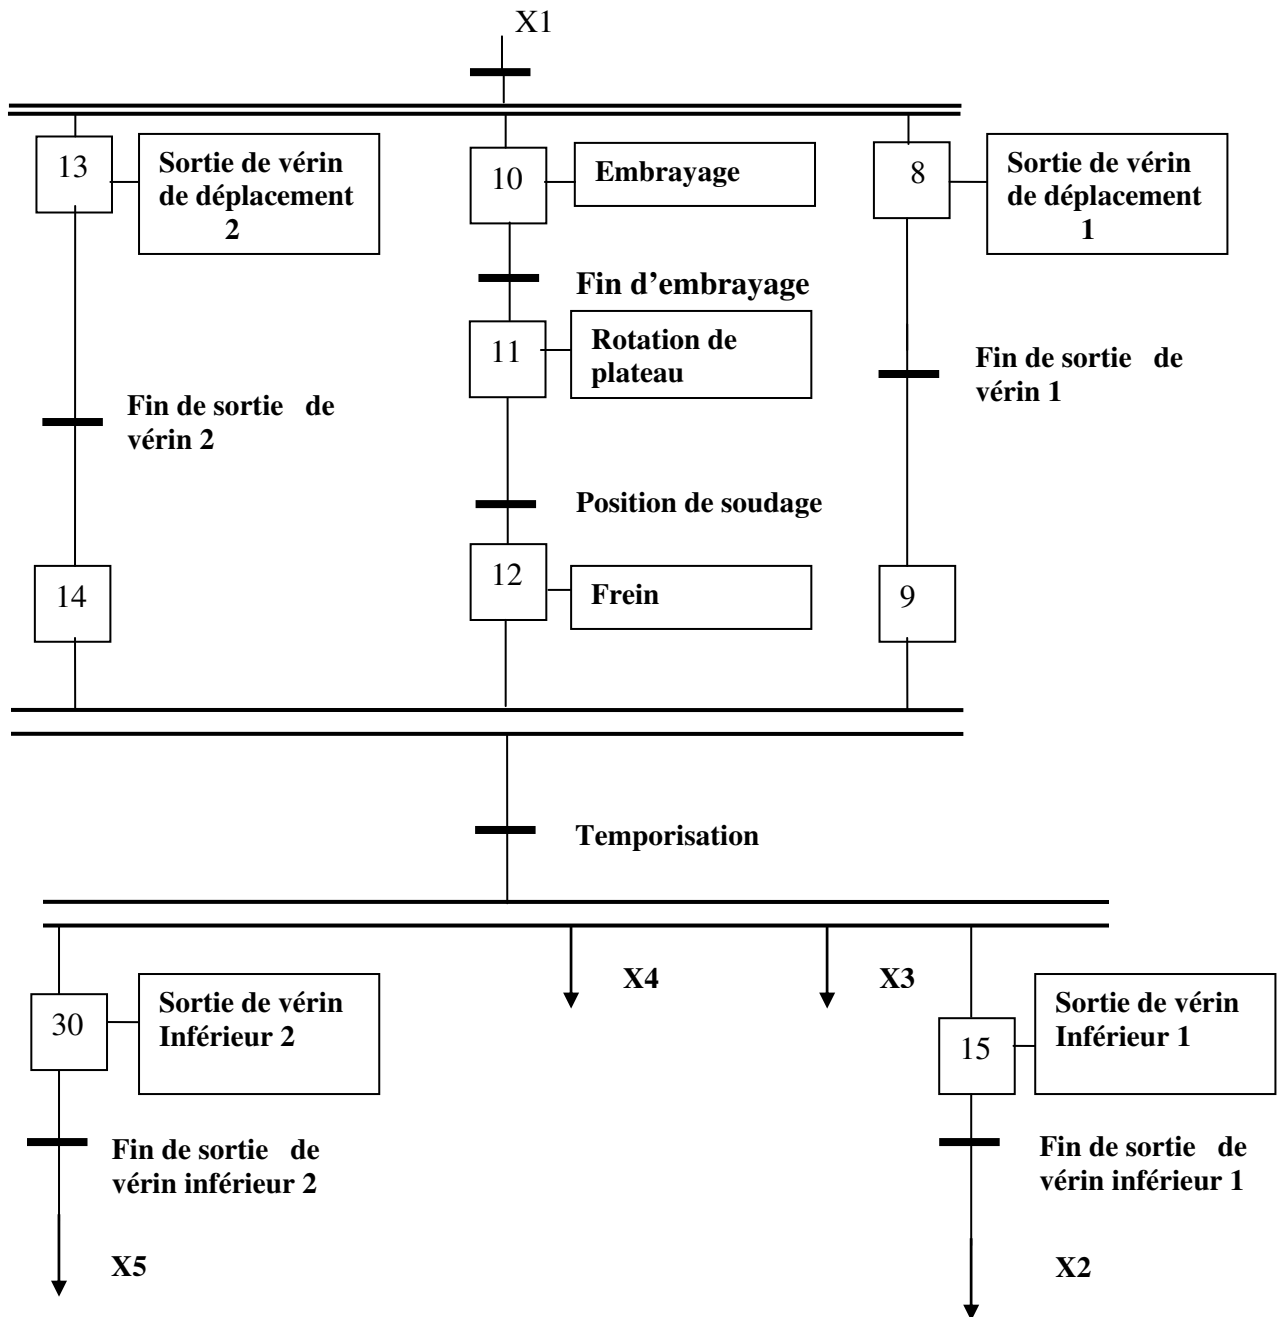 X1
13
Sortie de vérin
de déplacement
2
10
Embrayage
8
Sortie de vérin
de déplacement
1
Fin d’embrayage
11
Rotation de
plateau
Fin de sortie de
vérin 1
Fin de sortie de
vérin 2
Position de soudage
12
Frein
14
9
Temporisation
X4
X3
30
Sortie de vérin
Inférieur 2
15
Sortie de vérin
Inférieur 1
Fin de sortie de
vérin inférieur 2
Fin de sortie de
vérin inférieur 1
X5
X2